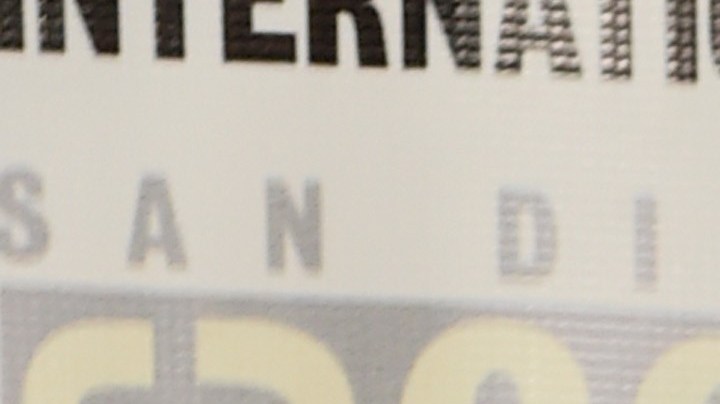 INTERNATIO
SAN DI